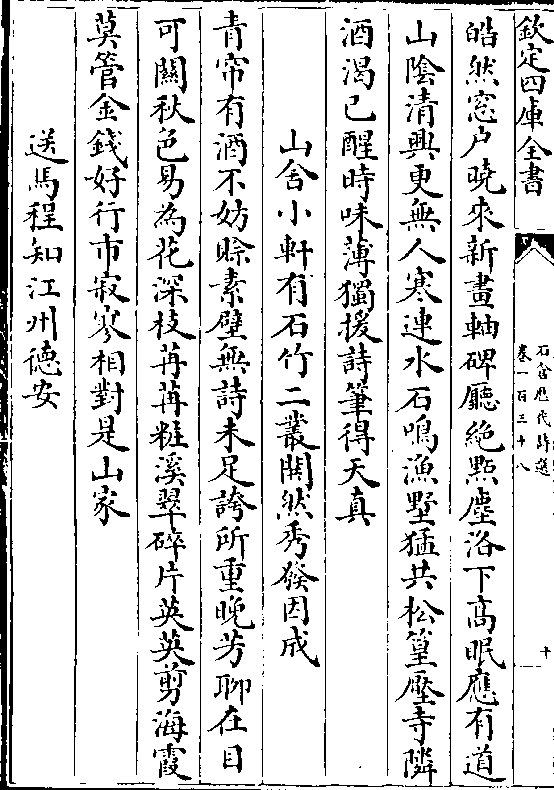 欽定四庫全書
石倉歷代詩選
卷一百三十八
十
皓然窓戶曉來新畫軸碑廳絶點塵洛下高眠應有道
山陰清興更無人寒連水石鳴漁墅猛共松篁壓寺隣
酒渴已醒時味薄獨援詩筆得天真
山舍小軒有石竹二叢閧然秀發因成
青帘有酒不妨賖素壁無詩未足誇所重晚芳聊在目
可關秋色易為花深枝苒苒粧溪翠碎片英英剪海霞
莫管金錢好行市寂寥相對是山家
送馬程知江州德安